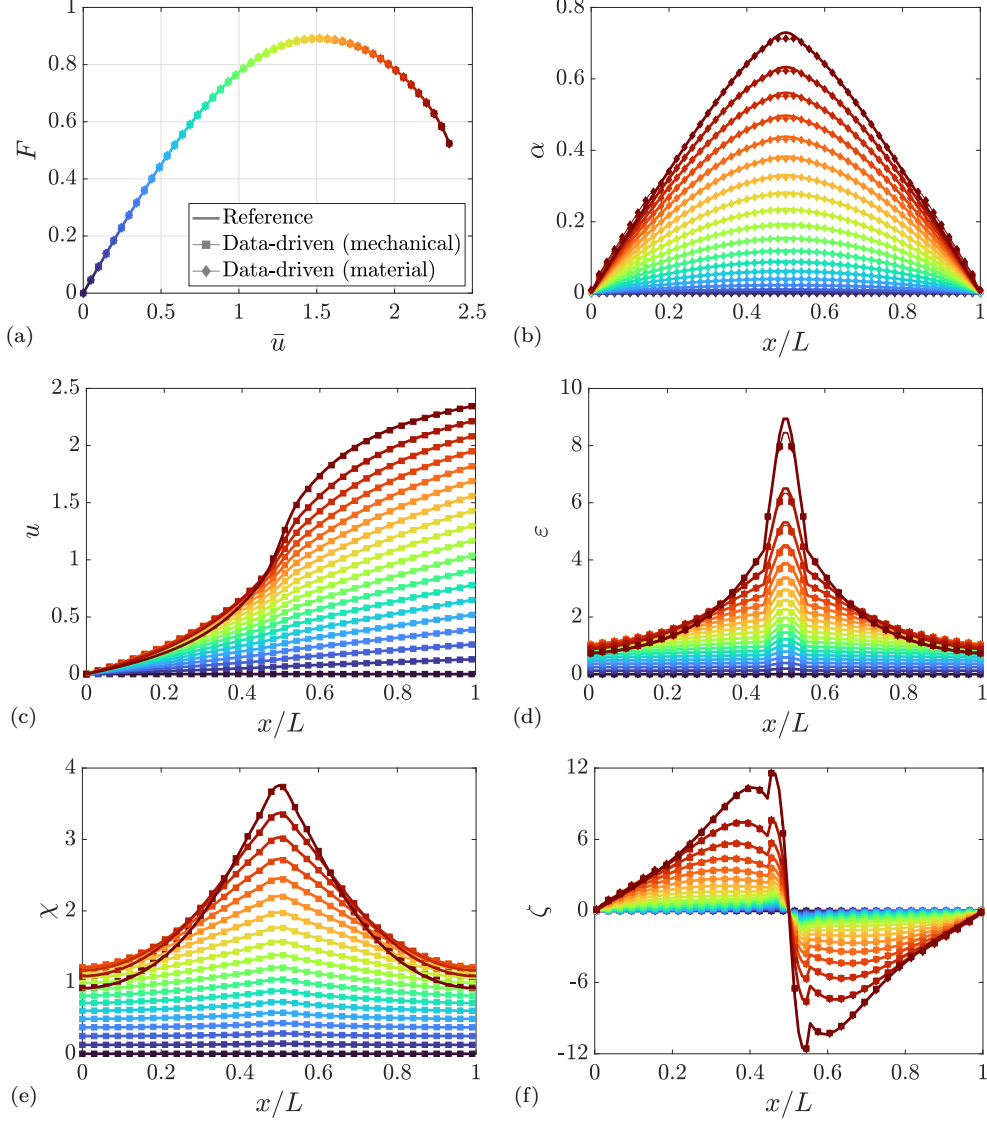 1
0.8
0.6
0.4
0.2
0
F
0 0.5 1 1.5 2 2.5
ū
(a)
Reference
Data-driven (mechanical)
Data-driven (material)
0.8
0.6
0.4
0.2
0
α
0 0.2 0.4 0.6 0.8 1
x/L
(b)
2.5
2
1.5
1
0.5
0
u
0 0.2 0.4 0.6 0.8 1
x/L
(c)
10
8
6
4
2
0
ε
0 0.2 0.4 0.6 0.8 1
x/L
(d)
4
3
2
1
0
χ
0 0.2 0.4 0.6 0.8 1
x/L
(e)
12
6
0
-6
-12
ζ
0 0.2 0.4 0.6 0.8 1
x/L
(f)